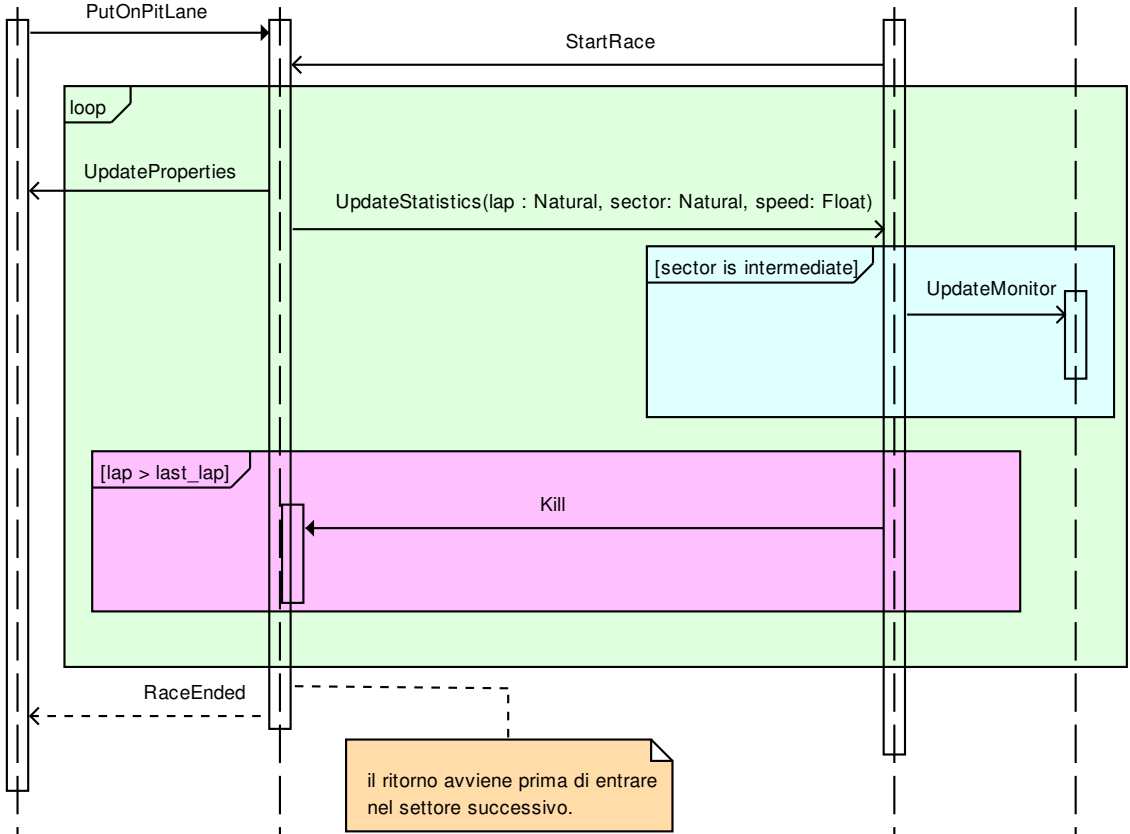 PutOnPitLane
StartRace
loop
UpdateProperties
UpdateStatistics(lap : Natural, sector: Natural, speed: Float)
[sector is intermediate]
UpdateMonitor
[lap > last_lap]
Kill
RaceEnded
il ritorno avviene prima di entrare
nel settore successivo.